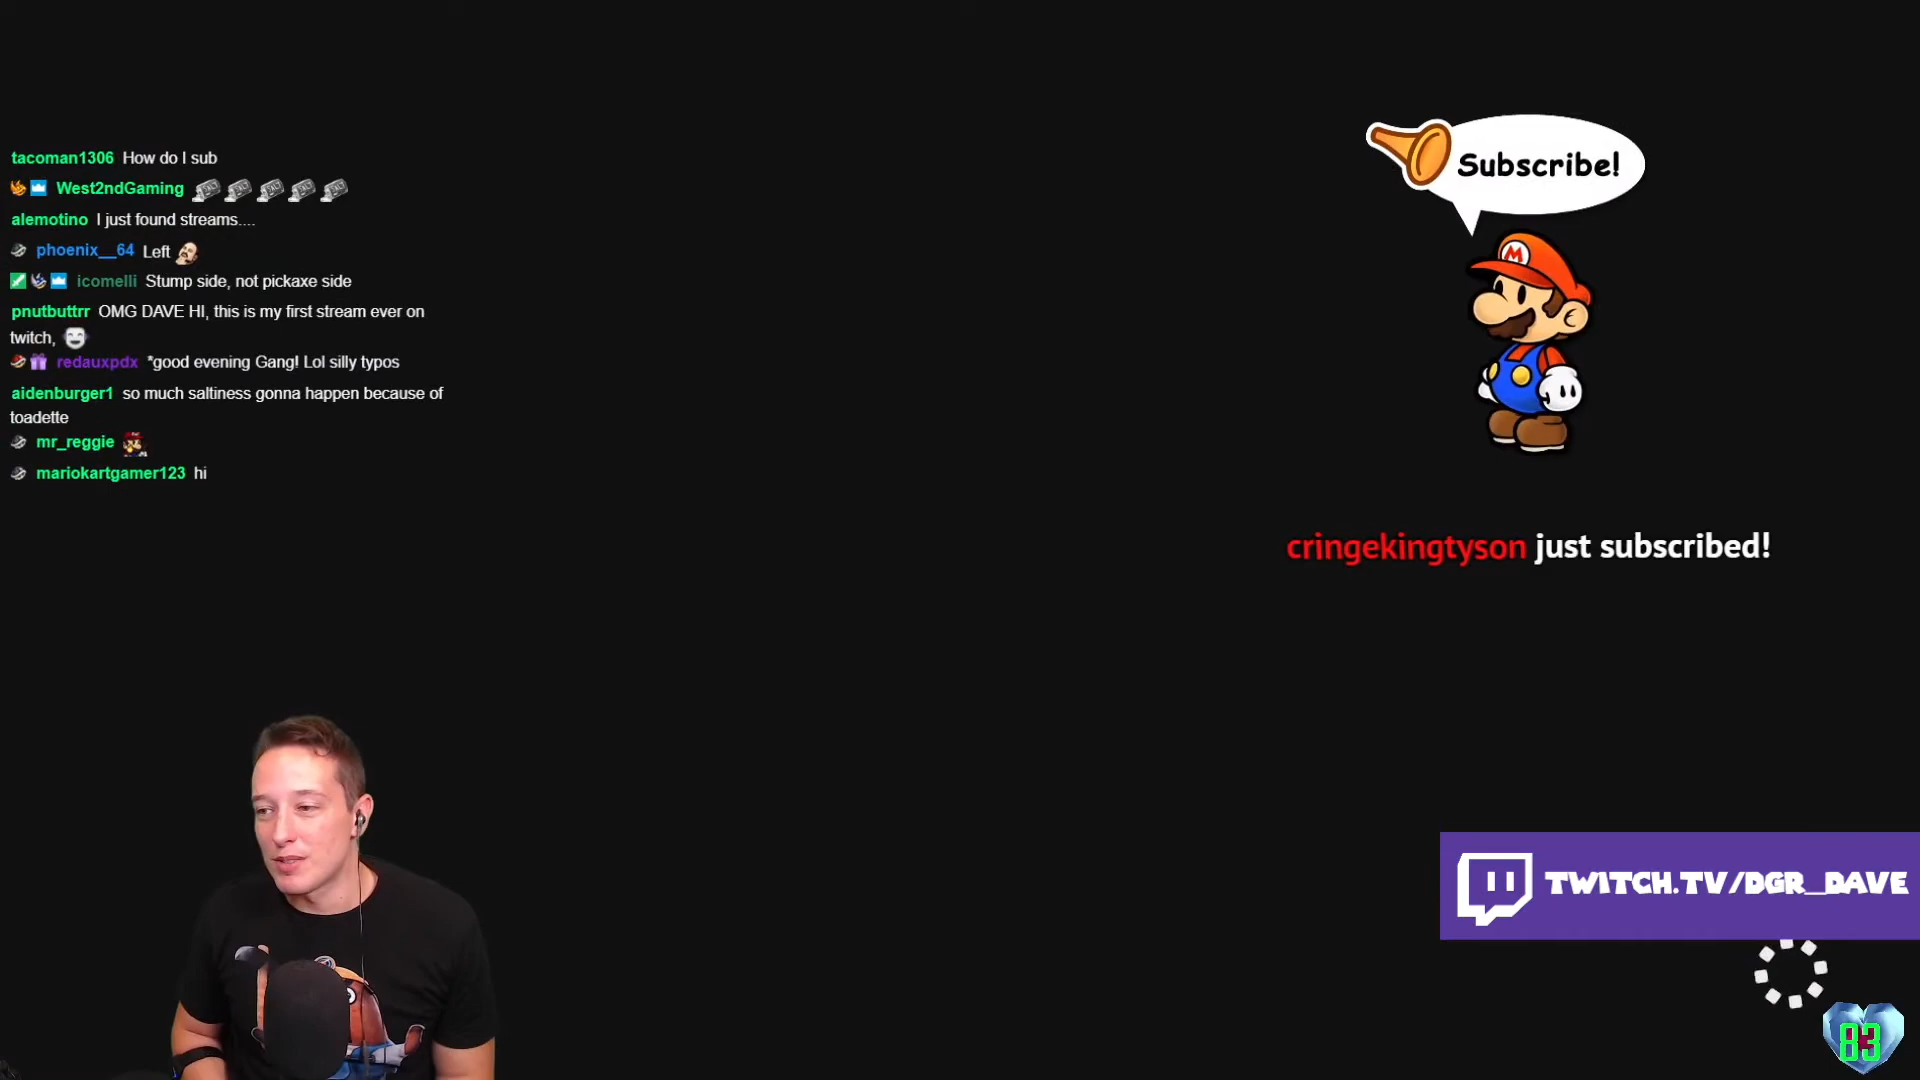 tacoman1306 How do I sub
West2ndGaming
alemotino I just found streams....
phoenix__64 Left
icomelli Stump side, not pickaxe side
pnutbuttrr OMG DAVE HI, this is my first stream ever on
twitch,
redauxpdx *good evening Gang! Lol silly typos
aidenburger1 so much saltiness gonna happen because of
toadette
mr_reggie
mariokartgamer123 hi
Subscribe!
M
cringekingtyson just subscribed!
TWITCH.TV/DGR_DAVE
83